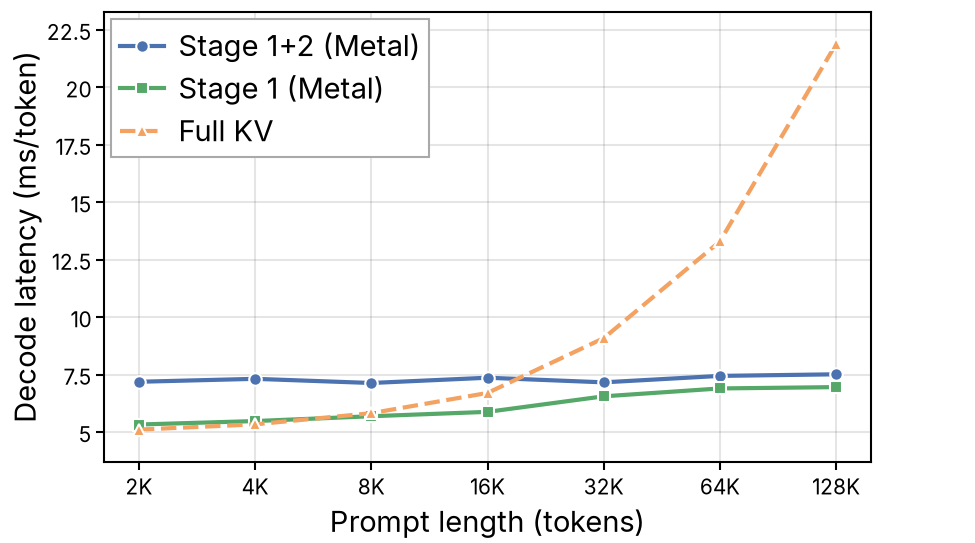 Stage 1+2 (Metal)
Stage 1 (Metal)
Full KV
Decode latency (ms/token)
22.5
20
17.5
15
12.5
10
7.5
5
2K 4K 8K 16K 32K 64K 128K
Prompt length (tokens)